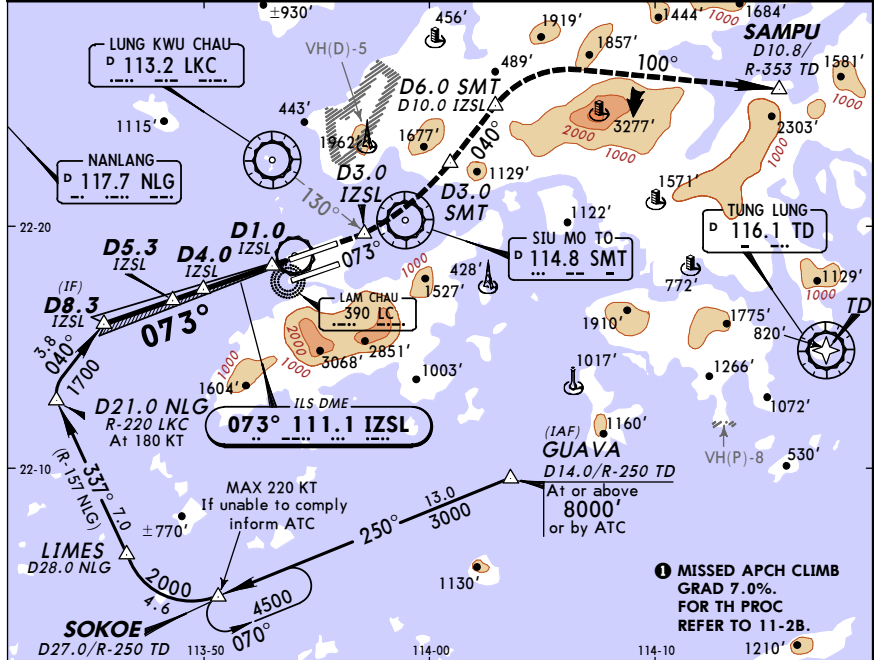 ±930’
456’
1919’
1444’
1000
1684’
SAMPU
D10.8/
R-353 TD
1581’
1000
LUNG KWU CHAU
D 113.2 LKC
VH(D)-5
489’
1857’
100°
D6.0 SMT
D10.0 IZSL
1115’
443’
1962’
1677’
040°
2000
3277’
1000
2303’
1000
NANLANG
D 117.7 NLG
D3.0
IZSL
1129’
D3.0
SMT
1571’
130°
22-20
1122’
TUNG LUNG
D 116.1 TD
D1.0
IZSL
D5.3
IZSL
D4.0
IZSL
073°
SIU MO TO
D 114.8 SMT
(IF)
D8.3
IZSL
1000
1527’
428’
772’
1129’
1000
LAM CHAU
390 LC
073°
TD
3.8
040°
1700
2000
1000
3068’
2851’
1910’
1775’
820’
1000
1604’
1003’
1017’
1266’
1072’
D21.0 NLG
R-220 LKC
At 180 KT
ILS DME
073° 111.1 IZSL
1160’
VH(P)-8
(IAF)
GUAVA
D14.0/R-250 TD
At or above
8000’
or by ATC
530’
22-10
337°
7.0
(R-157 NLG)
MAX 220 KT
If unable to comply
inform ATC
13.0
250°
3000
±770’
LIMES
D28.0 NLG
2000
4.6
4500
070°
1130’
SOKOE
D27.0/R-250 TD
1 MISSED APCH CLIMB
GRAD 7.0%.
FOR TH PROC
REFER TO 11-2B.
1210’
113-50
114-00
114-10